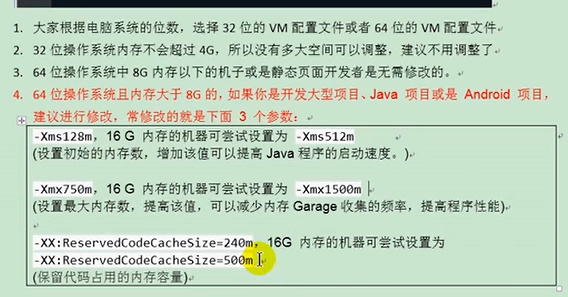 1. 大家根据电脑系统的位数，选择 32 位的 VM 配置文件或者 64 位的 VM 配置文件
2. 32 位操作系统内存不会超过 4G，所以没有多大空间可以调整，建议不用调整了
3. 64 位操作系统中 8G 内存以下的机子或是静态页面开发者是无需修改的。
4. 64 位操作系统且内存大于 8G 的，如果你是开发大型项目、Java 项目或是 Android 项目，
建议进行修改，常修改的就是下面 3 个参数：
-Xms128m，16 G 内存的机器可尝试设置为 -Xms512m
(设置初始的内存数，增加该值可以提高 Java 程序的启动速度。)
-Xmx750m，16 G 内存的机器可尝试设置为 -Xmx1500m
(设置最大内存数，提高该值，可以减少内存 Garage 收集的频率，提高程序性能)
-XX:ReservedCodeCacheSize=240m，16G 内存的机器可尝试设置为
-XX:ReservedCodeCacheSize=500m
(保留代码占用的内存容量)